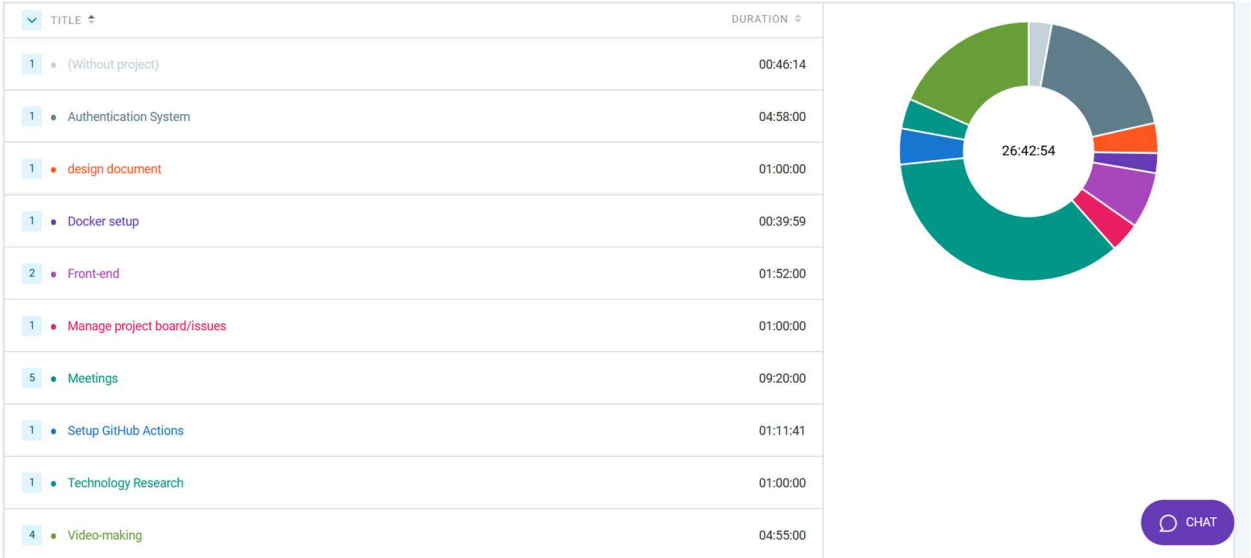 TITLE DURATION
1 (Without project) 00:46:14
1 Authentication System 04:58:00
1 design document 01:00:00
1 Docker setup 00:39:59
2 Front-end 01:52:00
1 Manage project board/issues 01:00:00
5 Meetings 09:20:00
1 Setup GitHub Actions 01:11:41
1 Technology Research 01:00:00
4 Video-making 04:55:00
26:42:54
CHAT